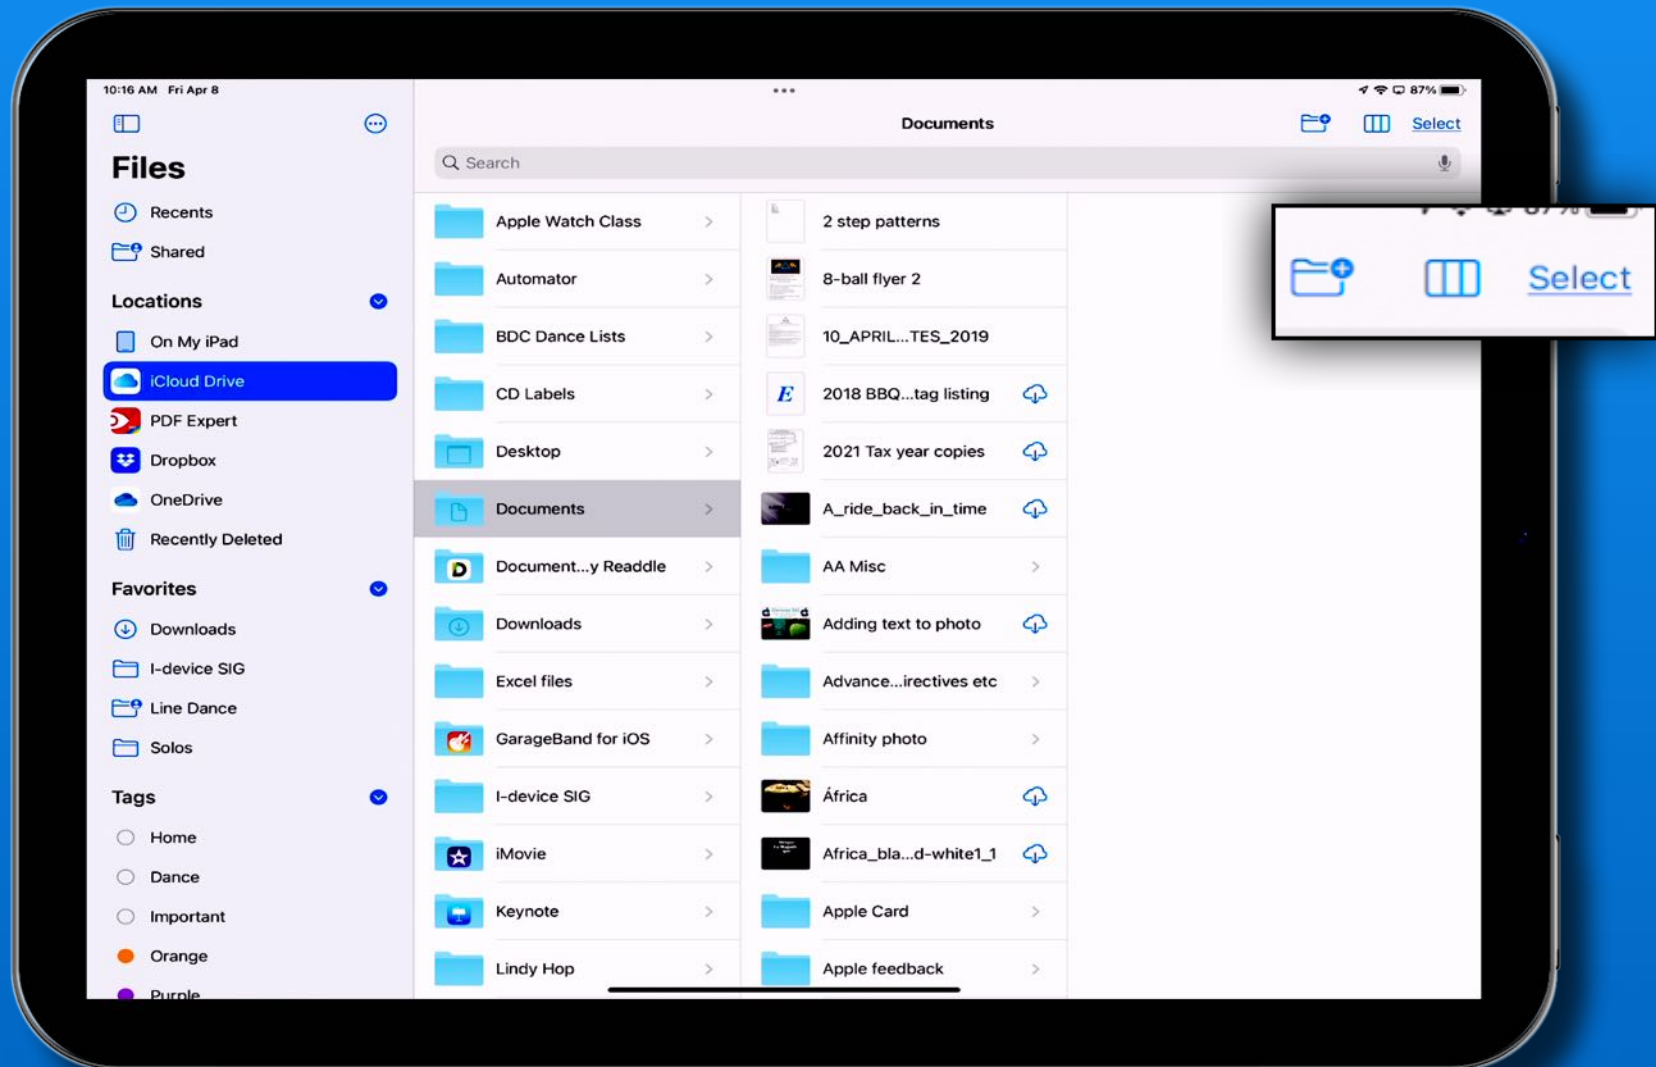 10:16 AM Fri Apr 8
87%
Documents
Select
Files
Search
Recents
Shared
Locations
On My iPad
iCloud Drive
PDF Expert
Dropbox
OneDrive
Recently Deleted
Favorites
Downloads
I-device SIG
Line Dance
Solos
Tags
Home
Dance
Important
Orange
Purple
Apple Watch Class
Automator
BDC Dance Lists
CD Labels
Desktop
Documents
Document...y Readdle
Downloads
Excel files
GarageBand for iOS
I-device SIG
iMovie
Keynote
Lindy Hop
2 step patterns
8-ball flyer 2
10_APRIL...TES_2019
E
2018 BBQ...tag listing
2021 Tax year copies
A_ride_back_in_time
AA Misc
Adding text to photo
Advance...irectives etc
Affinity photo
África
Africa_bla...d-white1_1
Apple Card
Apple feedback
87%
Select